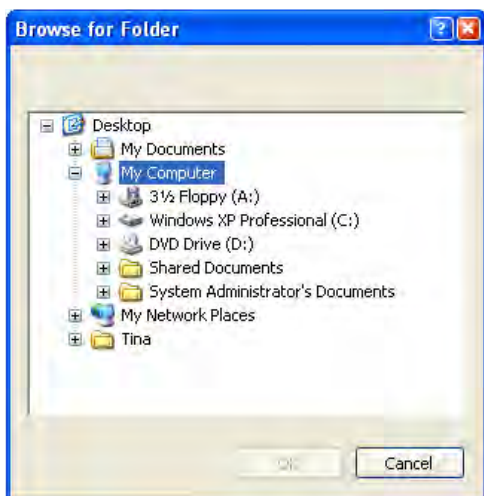 Browse for Folder
Desktop
My Documents
My Computer
3½ Floppy (A:)
Windows XP Professional (C:)
DVD Drive (D:)
Shared Documents
System Administrator's Documents
My Network Places
Tina
OK Cancel